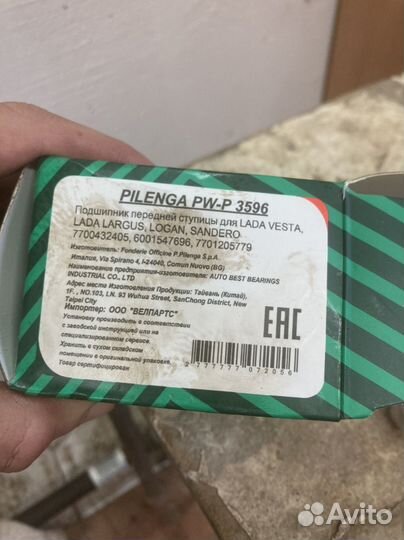 PILENGA PW-P 3596
Подшипник передней ступицы для LADA VESTA,
LADA LARGUS, LOGAN, SANDERO
7700432405, 6001547696, 7701205779
Изготовитель: Fonderie Officine P.Pilenga S.p.A
Италия, Via Spirano 4, I-24040, Comun Nuovo (BG)
Наименование предприятия-изготовителя: AUTO BEST BEARINGS
INDUSTRIAL CO., LTD
Адрес места Изготовления Продукции: Тайвань (Китай),
1F. , NO.103, LN. 93 Wuhua Street, SanChong District, New
Taipei City
Импортер: ООО "ВЕЛПАРТС"
Установку производить в соответствии
с заводской инструкцией или на
специализированном сервисе.
Хранить в сухом складском
помещении в оригинальной упаковке.
Товар сертифицирован
EAC
2 777777 072056
Avito